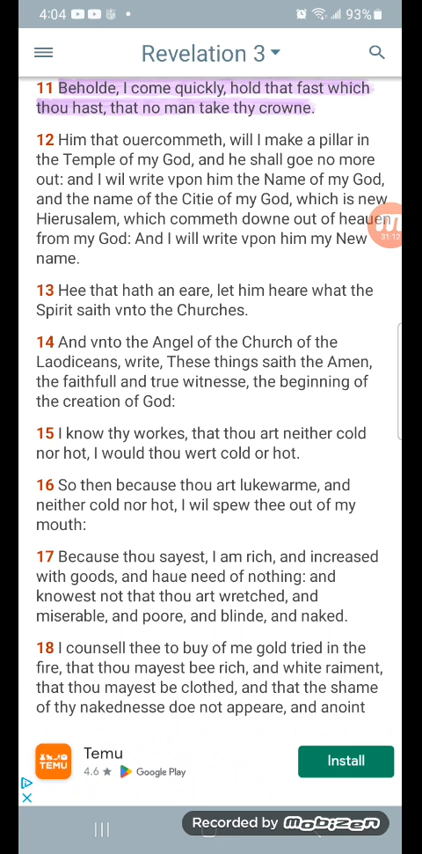 4:04
93%
Revelation 3
11 Beholde, I come quickly, hold that fast which
thou hast, that no man take thy crowne.
12 Him that ouercommeth, will I make a pillar in
the Temple of my God, and he shall goe no more
out: and I wil write vpon him the Name of my God,
and the name of the Citie of my God, which is new
Hierusalem, which commeth downe out of heauen
from my God: And I will write vpon him my New
name.
31:12
13 Hee that hath an eare, let him heare what the
Spirit saith vnto the Churches.
14 And vnto the Angel of the Church of the
Laodiceans, write, These things saith the Amen,
the faithfull and true witnesse, the beginning of
the creation of God:
15 I know thy workes, that thou art neither cold
nor hot, I would thou wert cold or hot.
16 So then because thou art lukewarme, and
neither cold nor hot, I wil spew thee out of my
mouth:
17 Because thou sayest, I am rich, and increased
with goods, and haue need of nothing: and
knowest not that thou art wretched, and
miserable, and poore, and blinde, and naked.
18 I counsell thee to buy of me gold tried in the
fire, that thou mayest bee rich, and white raiment,
that thou mayest be clothed, and that the shame
of thy nakednesse doe not appeare, and anoint
TEMU
Temu
4.6 ★ Google Play
Install
Recorded by mobizen